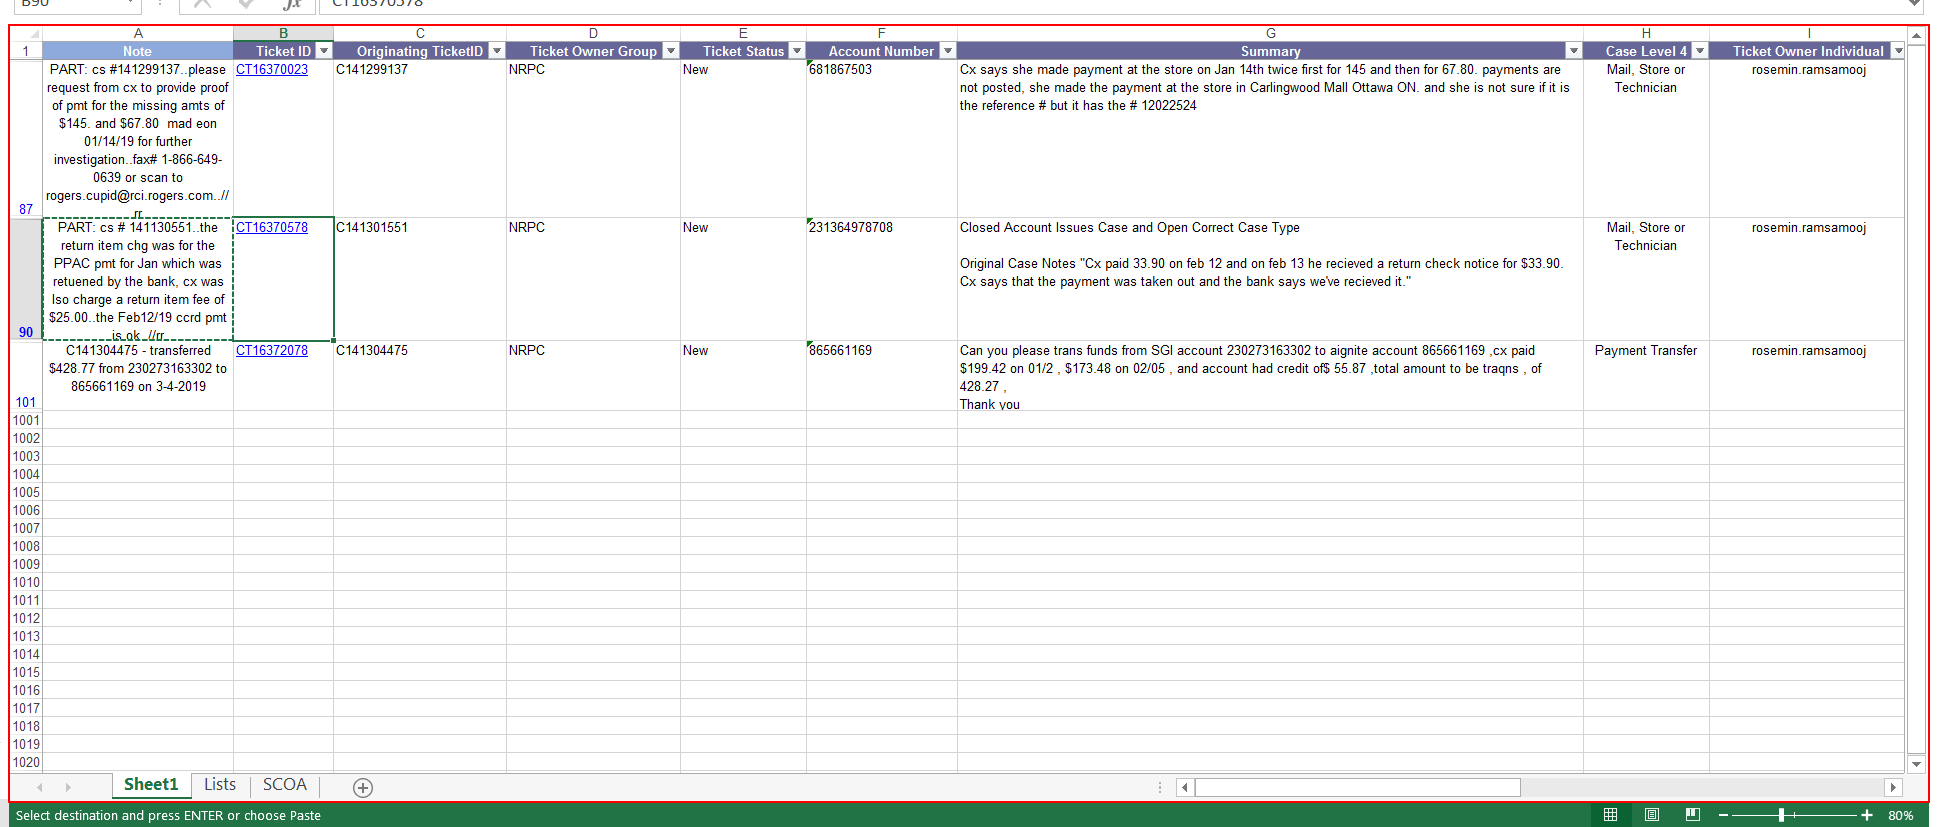 B90 fx CT16370578
A B C D E F G H I
1 Note Ticket ID Originating TicketID Ticket Owner Group Ticket Status Account Number Summary Case Level 4 Ticket Owner Individual
PART: cs #141299137..please
request from cx to provide proof
of pmt for the missing amts of
$145. and $67.80 mad eon
01/14/19 for further
investigation..fax# 1-866-649-
0639 or scan to
rogers.cupid@rci.rogers.com..//
rr
87
CT16370023
C141299137
NRPC
New
681867503
Cx says she made payment at the store on Jan 14th twice first for 145 and then for 67.80. payments are
not posted, she made the payment at the store in Carlingwood Mall Ottawa ON. and she is not sure if it is
the reference # but it has the # 12022524
Mail, Store or
Technician
rosemin.ramsamooj
PART: cs # 141130551..the
return item chg was for the
PPAC pmt for Jan which was
retuened by the bank, cx was
lso charge a return item fee of
$25.00..the Feb12/19 ccrd pmt
is ok..//rr
90
CT16370578
C141301551
NRPC
New
231364978708
Closed Account Issues Case and Open Correct Case Type
Original Case Notes "Cx paid 33.90 on feb 12 and on feb 13 he recieved a return check notice for $33.90.
Cx says that the payment was taken out and the bank says we've recieved it."
Mail, Store or
Technician
rosemin.ramsamooj
C141304475 - transferred
$428.77 from 230273163302 to
865661169 on 3-4-2019
101
CT16372078
C141304475
NRPC
New
865661169
Can you please trans funds from SGI account 230273163302 to aignite account 865661169 ,cx paid
$199.42 on 01/2 , $173.48 on 02/05 , and account had credit of$ 55.87 ,total amount to be traqns , of
428.27 ,
Thank you
Payment Transfer
rosemin.ramsamooj
1001
1002
1003
1004
1005
1006
1007
1008
1009
1010
1011
1012
1013
1014
1015
1016
1017
1018
1019
1020
Sheet1 Lists SCOA
Select destination and press ENTER or choose Paste 80%